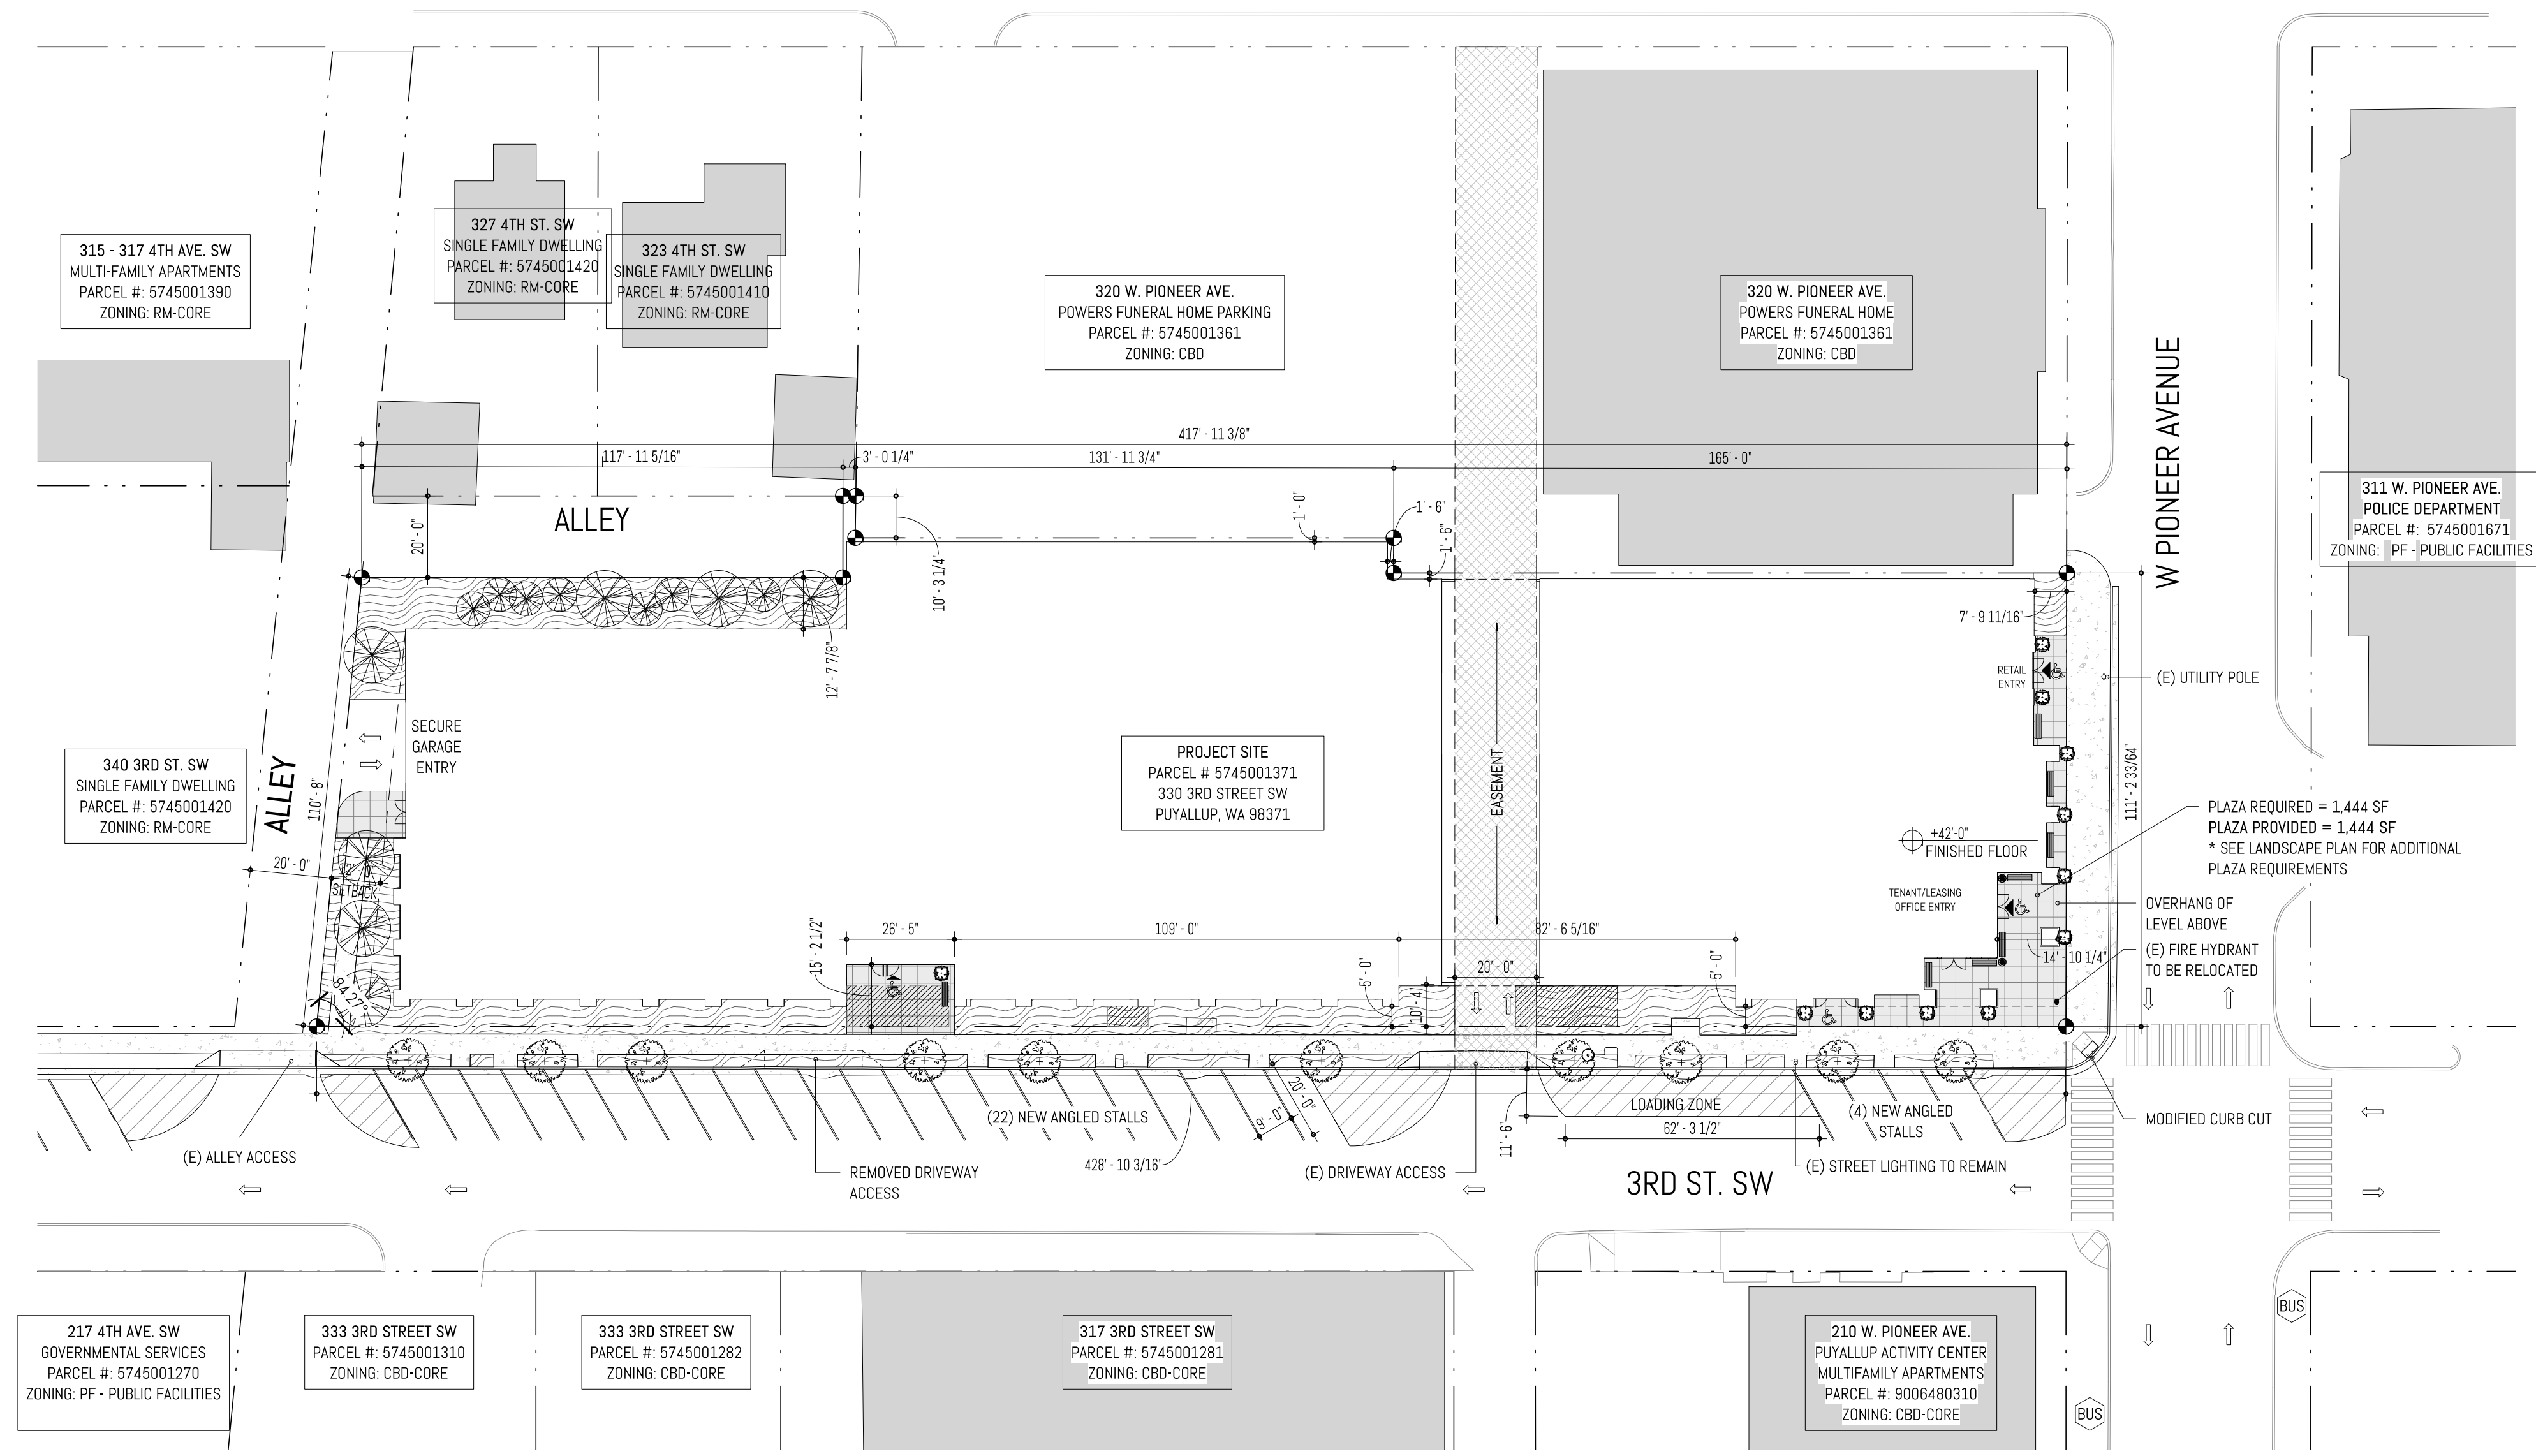 315 - 317 4TH AVE. SW
MULTI-FAMILY APARTMENTS
PARCEL #: 5745001390
ZONING: RM-CORE
327 4TH ST. SW
SINGLE FAMILY DWELLING
PARCEL #: 5745001420
ZONING: RM-CORE
323 4TH ST. SW
SINGLE FAMILY DWELLING
PARCEL #: 5745001410
ZONING: RM-CORE
320 W. PIONEER AVE.
POWERS FUNERAL HOME PARKING
PARCEL #: 5745001361
ZONING: CBD
320 W. PIONEER AVE.
POWERS FUNERAL HOME
PARCEL #: 5745001361
ZONING: CBD
W PIONEER AVENUE
311 W. PIONEER AVE.
POLICE DEPARTMENT
PARCEL #: 5745001671
ZONING: PF - PUBLIC FACILITIES
417' - 11 3/8"
117' - 11 5/16"
3' - 0 1/4"
131' - 11 3/4"
165' - 0"
20' - 0"
ALLEY
10' - 3 1/4"
1' - 0"
1' - 6"
1' - 6"
12' - 7 7/8"
7' - 9 11/16"
RETAIL
ENTRY
(E) UTILITY POLE
SECURE
GARAGE
ENTRY
340 3RD ST. SW
SINGLE FAMILY DWELLING
PARCEL #: 5745001420
ZONING: RM-CORE
ALLEY
110' - 8"
20' - 0"
12' - 0"
SETBACK
84.27°
PROJECT SITE
PARCEL # 5745001371
330 3RD STREET SW
PUYALLUP, WA 98371
EASEMENT
111' - 2 33/64"
PLAZA REQUIRED = 1,444 SF
PLAZA PROVIDED = 1,444 SF
* SEE LANDSCAPE PLAN FOR ADDITIONAL
PLAZA REQUIREMENTS
+42'-0"
FINISHED FLOOR
TENANT/LEASING
OFFICE ENTRY
OVERHANG OF
LEVEL ABOVE
(E) FIRE HYDRANT
TO BE RELOCATED
14' - 10 1/4"
15' - 2 1/2"
26' - 5"
109' - 0"
82' - 6 5/16"
5' - 0"
10' - 4"
20' - 0"
5' - 0"
(22) NEW ANGLED STALLS
9' - 0"
20' - 0"
11' - 6"
LOADING ZONE
62' - 3 1/2"
(4) NEW ANGLED
STALLS
MODIFIED CURB CUT
(E) ALLEY ACCESS
REMOVED DRIVEWAY
ACCESS
428' - 10 3/16"
(E) DRIVEWAY ACCESS
(E) STREET LIGHTING TO REMAIN
3RD ST. SW
217 4TH AVE. SW
GOVERNMENTAL SERVICES
PARCEL #: 5745001270
ZONING: PF - PUBLIC FACILITIES
333 3RD STREET SW
PARCEL #: 5745001310
ZONING: CBD-CORE
333 3RD STREET SW
PARCEL #: 5745001282
ZONING: CBD-CORE
317 3RD STREET SW
PARCEL #: 5745001281
ZONING: CBD-CORE
210 W. PIONEER AVE.
PUYALLUP ACTIVITY CENTER
MULTIFAMILY APARTMENTS
PARCEL #: 9006480310
ZONING: CBD-CORE
BUS
BUS